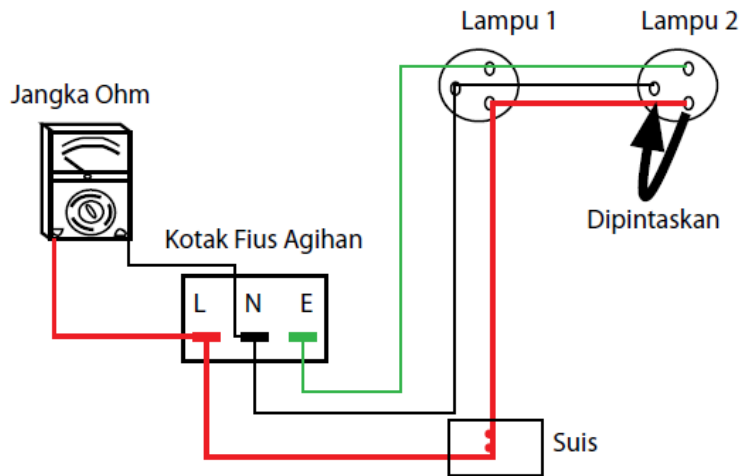 Lampu 1
Lampu 2
Jangka Ohm
Kotak Fius Agihan
Dipintaskan
L N E
Suis